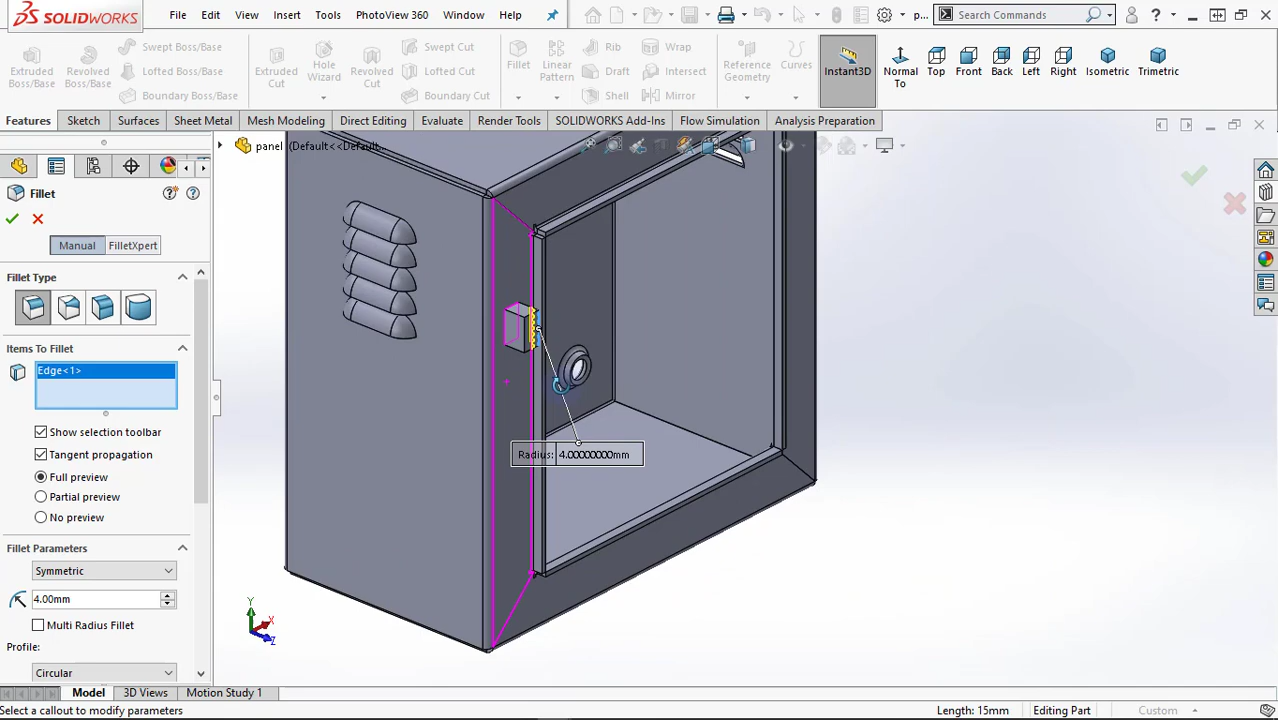 SOLIDWORKS
File Edit View Insert Tools PhotoView 360 Window Help
p...
Search Commands
?
Extruded Boss/Base
Revolved Boss/Base
Swept Boss/Base
Lofted Boss/Base
Boundary Boss/Base
Extruded Cut
Hole Wizard
Revolved Cut
Swept Cut
Lofted Cut
Boundary Cut
Fillet
Linear Pattern
Rib
Draft
Shell
Wrap
Intersect
Mirror
Reference Geometry
Curves
Instant3D
Normal To
Top
Front
Back
Left
Right
Isometric
Trimetric
Features Sketch Surfaces Sheet Metal Mesh Modeling Direct Editing Evaluate Render Tools SOLIDWORKS Add-Ins Flow Simulation Analysis Preparation
panel (Default<<Default...
Fillet
Manual FilletXpert
Fillet Type
Items To Fillet
Edge<1>
Show selection toolbar
Tangent propagation
Full preview
Partial preview
No preview
Fillet Parameters
Symmetric
4.00mm
Multi Radius Fillet
Profile:
Circular
Radius: 4.00000000mm
Y
X
Z
Model 3D Views Motion Study 1
Select a callout to modify parameters
Length: 15mm
Editing Part
Custom